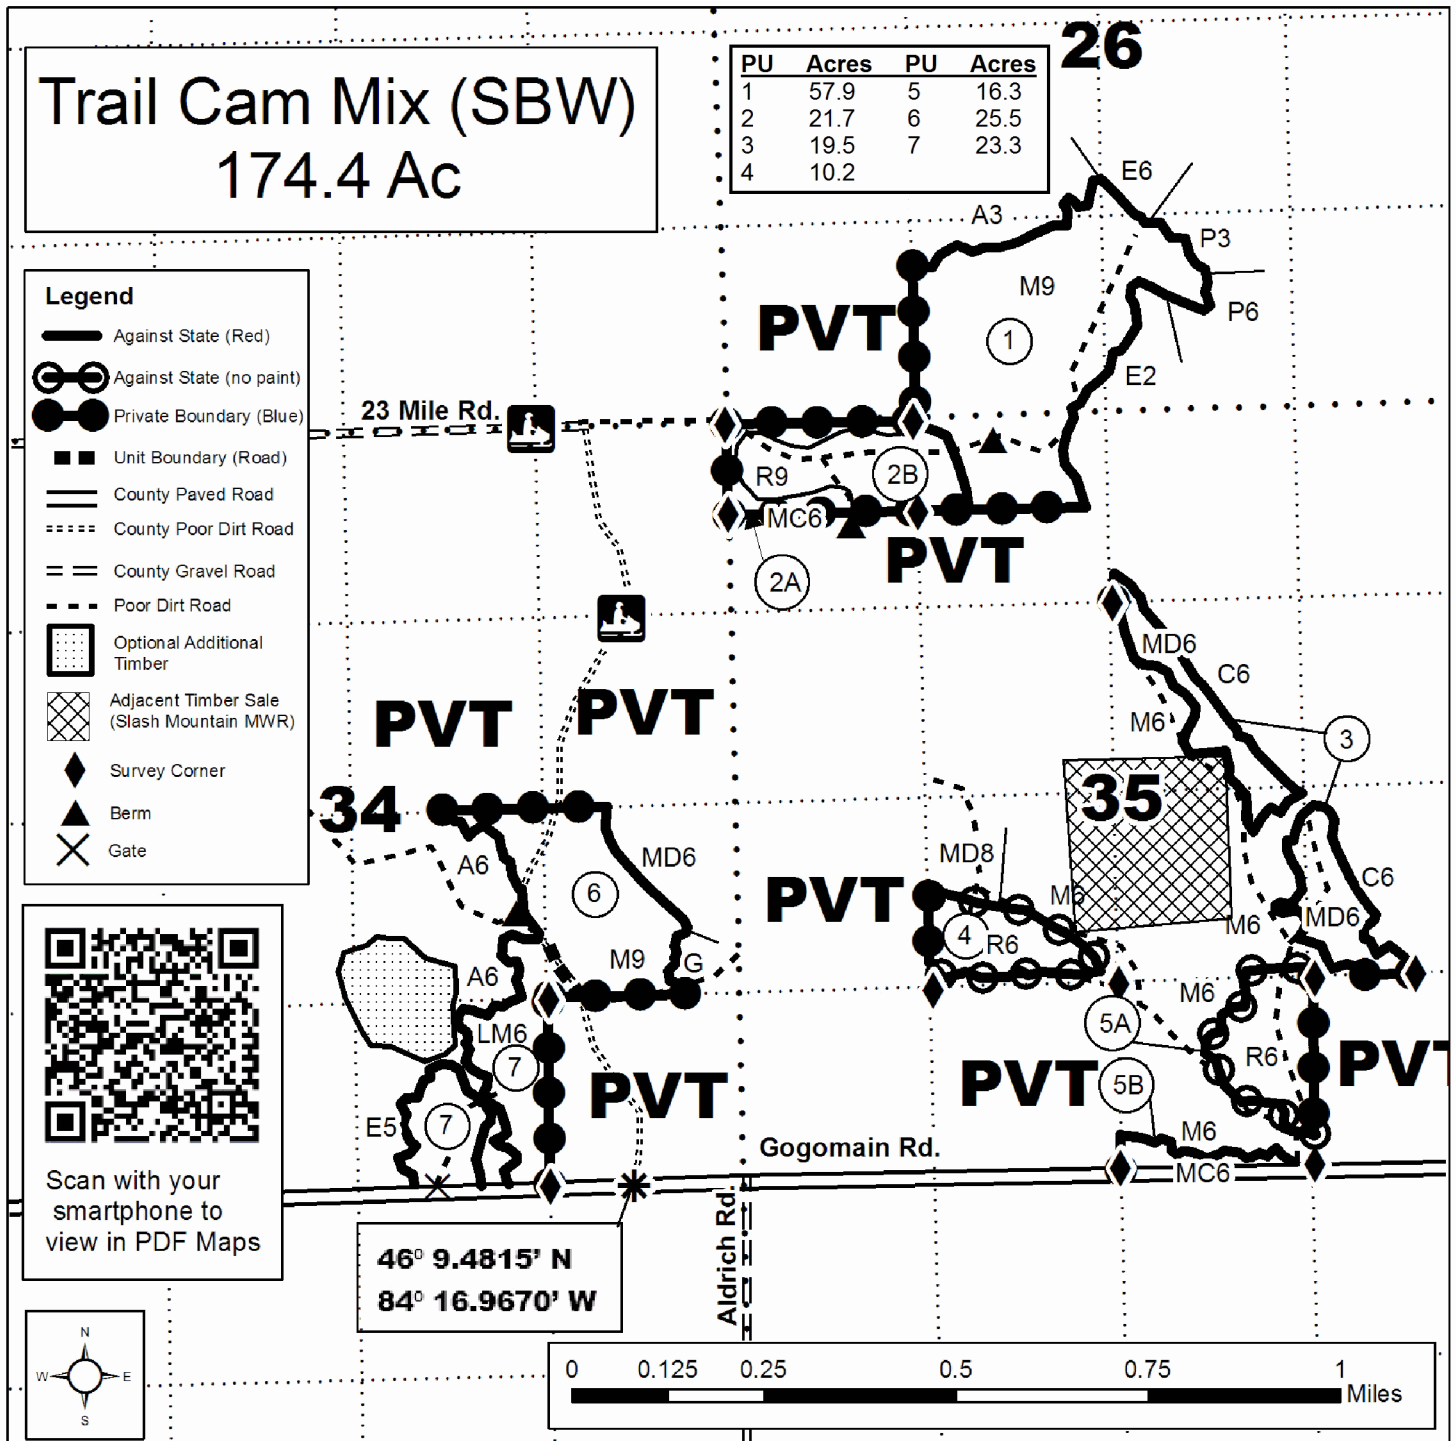 Trail Cam Mix (SBW)
174.4 Ac
PU Acres PU Acres
1 57.9 5 16.3
2 21.7 6 25.5
3 19.5 7 23.3
4 10.2
26
E6
A3
P3
M9
P6
PVT
1
E2
Legend
Against State (Red)
Against State (no paint)
Private Boundary (Blue)
Unit Boundary (Road)
County Paved Road
County Poor Dirt Road
County Gravel Road
Poor Dirt Road
Optional Additional
Timber
Adjacent Timber Sale
(Slash Mountain MWR)
Survey Corner
Berm
Gate
23 Mile Rd.
R9
2B
MC6
PVT
2A
MD6
C6
M6
3
PVT
PVT
34
35
A6
MD6
6
MD8
C6
PVT
M6
MD6
M6
4
R6
M9
G
A6
M6
LM6
5A
7
R6
PVT
PVT
PVT
5B
E5
7
M6
Gogomain Rd.
MC6
Scan with your
smartphone to
view in PDF Maps
Aldrich Rd.
46° 9.4815' N
84° 16.9670' W
N
W E
S
0 0.125 0.25 0.5 0.75 1
Miles